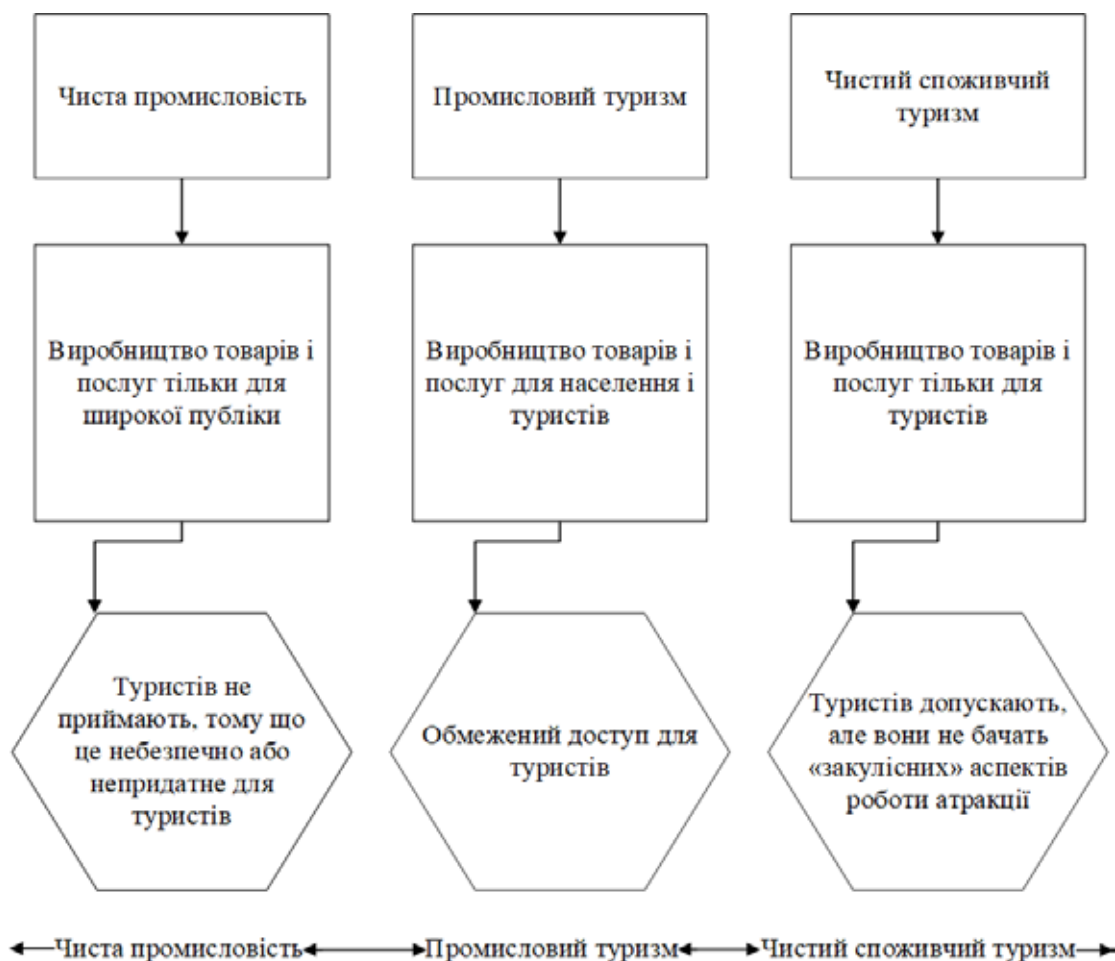 Чиста промисловість
Промисловий туризм
Чистий споживчий
туризм
Виробництво товарів і
послуг тільки для
широкої публіки
Виробництво товарів і
послуг для населення і
туристів
Виробництво товарів і
послуг тільки для
туристів
Туристів не
приймають, тому що
це небезпечно або
непридатне для
туристів
Обмежений доступ для
туристів
Туристів допускають,
але вони не бачать
«закулісних» аспектів
роботи атракції
Чиста промисловість
Промисловий туризм
Чистий споживчий туризм